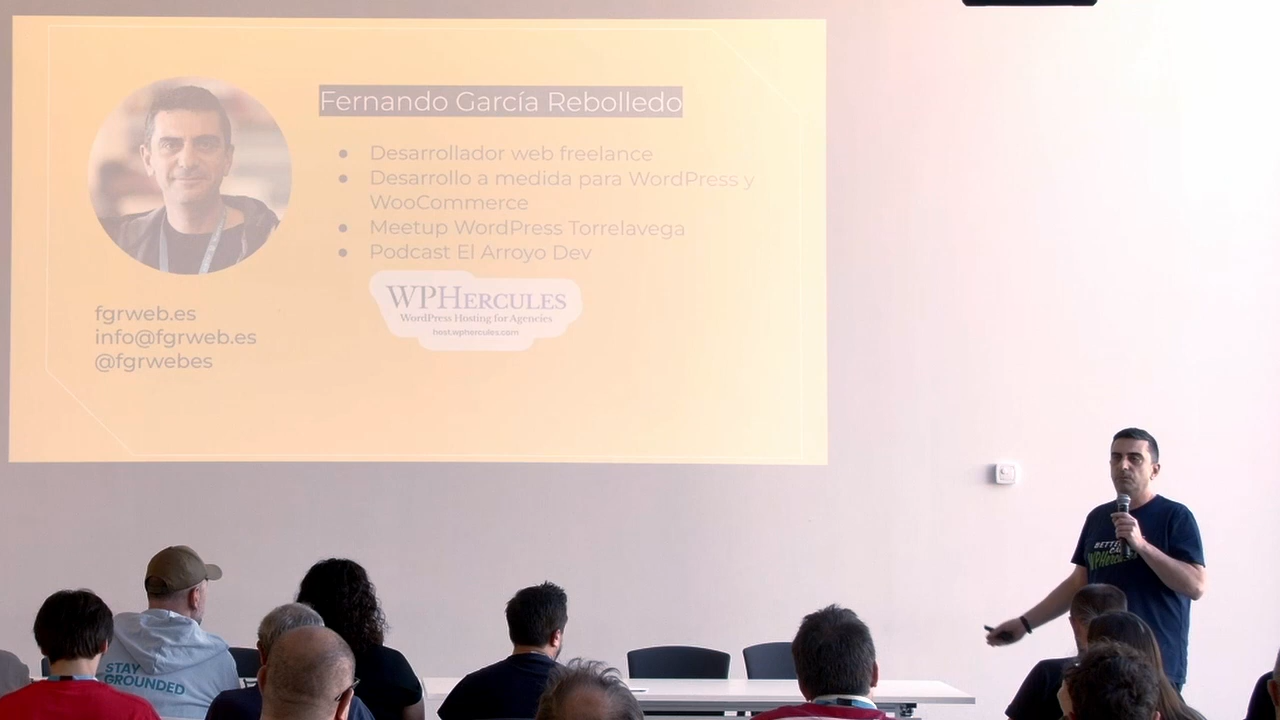 Fernando García Rebolledo
Desarrollador web freelance
Desarrollo a medida para WordPress y
WooCommerce
Meetup WordPress Torrelavega
Podcast El Arroyo Dev
WPHERCULES
WordPress Hosting for Agencies
host.wphercules.com
fgrweb.es
info@fgrweb.es
@fgrwebes
STAY
GROUNDED